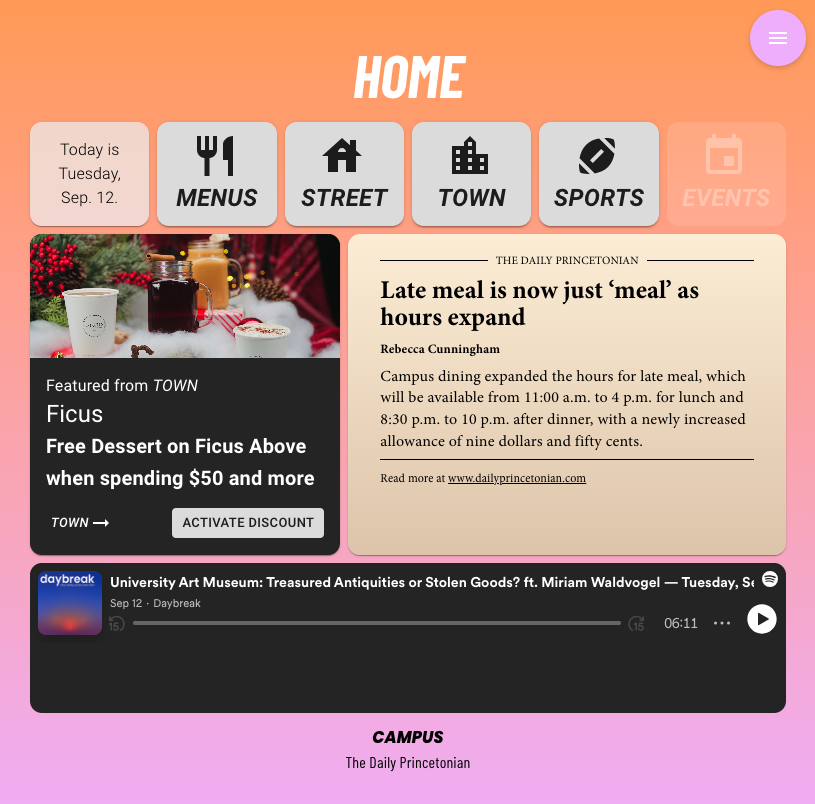 HOME
Today is
Tuesday,
Sep. 12.
MENUS
STREET
TOWN
SPORTS
EVENTS
Featured from TOWN
Ficus
Free Dessert on Ficus Above
when spending $50 and more
TOWN
ACTIVATE DISCOUNT
THE DAILY PRINCETONIAN
Late meal is now just ‘meal’ as
hours expand
Rebecca Cunningham
Campus dining expanded the hours for late meal, which
will be available from 11:00 a.m. to 4 p.m. for lunch and
8:30 p.m. to 10 p.m. after dinner, with a newly increased
allowance of nine dollars and fifty cents.
Read more at www.dailyprincetonian.com
daybreak
University Art Museum: Treasured Antiquities or Stolen Goods? ft. Miriam Waldvogel — Tuesday, Se
Sep 12 · Daybreak
15
15
06:11
CAMPUS
The Daily Princetonian